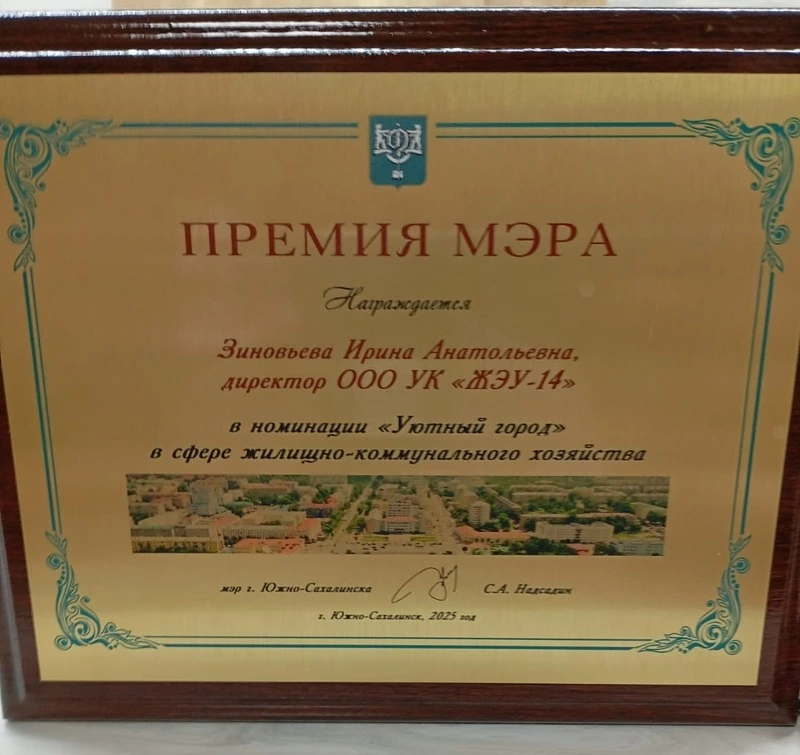 ПРЕМИЯ МЭРА
Награждается
Зиновьева Ирина Анатольевна,
директор ООО УК «ЖЭУ-14»
в номинации «Уютный город»
в сфере жилищно-коммунального хозяйства
мэр г. Южно-Сахалинска С.А. Надсадин
г. Южно-Сахалинск, 2025 год